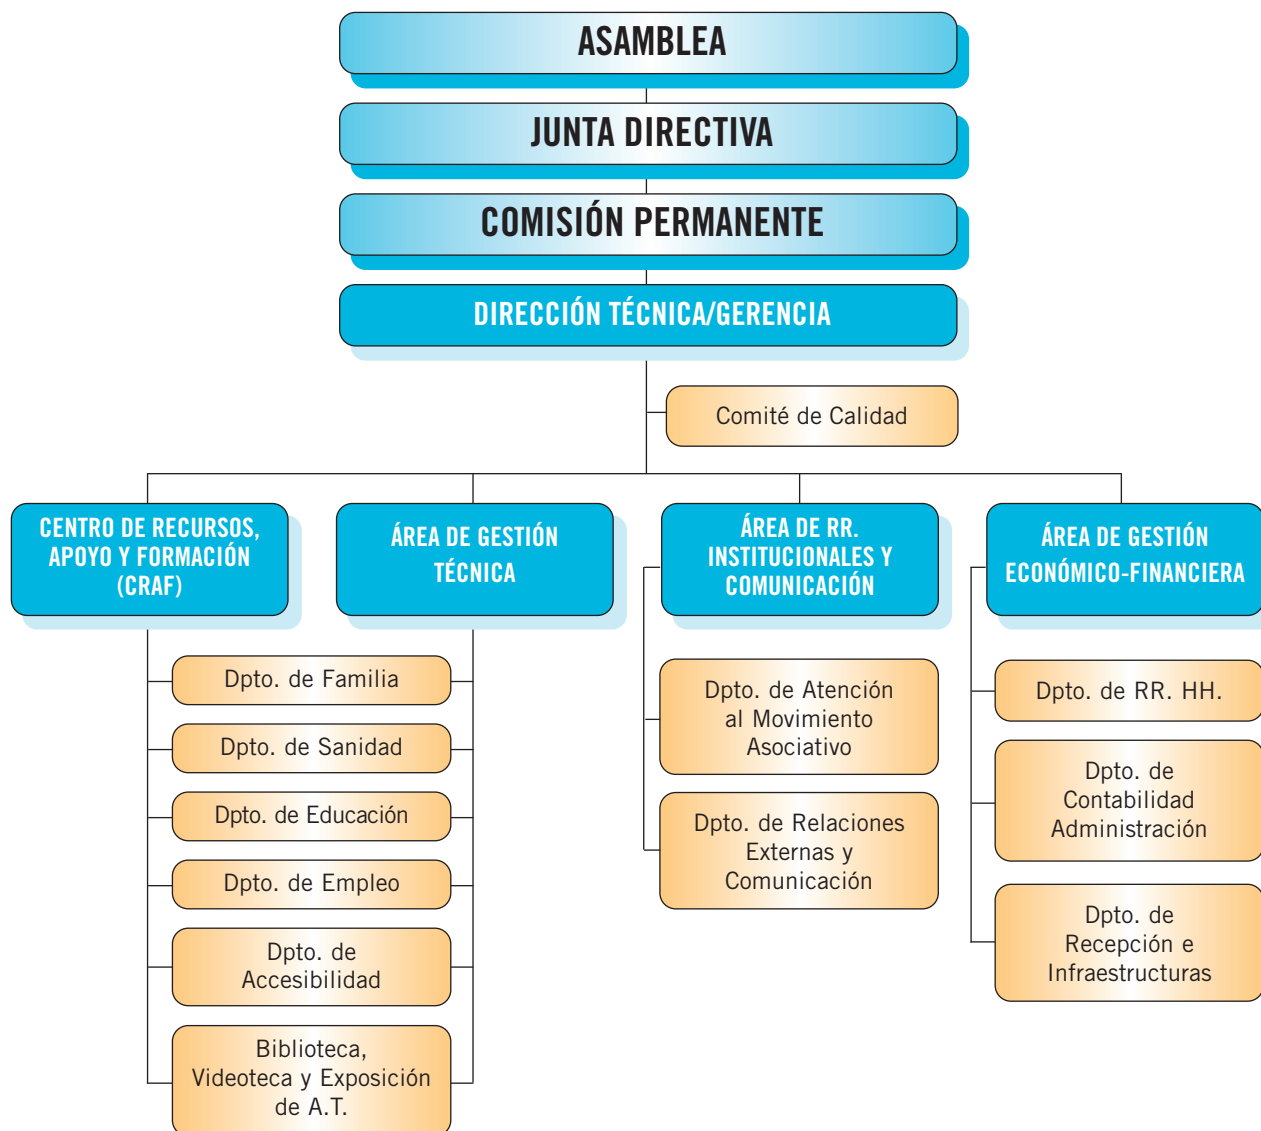 ASAMBLEA
JUNTA DIRECTIVA
COMISIÓN PERMANENTE
DIRECCIÓN TÉCNICA/GERENCIA
Comité de Calidad
CENTRO DE RECURSOS,
APOYO Y FORMACIÓN
(CRAF)
ÁREA DE GESTIÓN
TÉCNICA
ÁREA DE RR.
INSTITUCIONALES Y
COMUNICACIÓN
ÁREA DE GESTIÓN
ECONÓMICO-FINANCIERA
Dpto. de Familia
Dpto. de Sanidad
Dpto. de Educación
Dpto. de Empleo
Dpto. de
Accesibilidad
Biblioteca,
Videoteca y Exposición
de A.T.
Dpto. de Atención
al Movimiento
Asociativo
Dpto. de Relaciones
Externas y
Comunicación
Dpto. de RR. HH.
Dpto. de
Contabilidad
Administración
Dpto. de
Recepción e
Infraestructuras